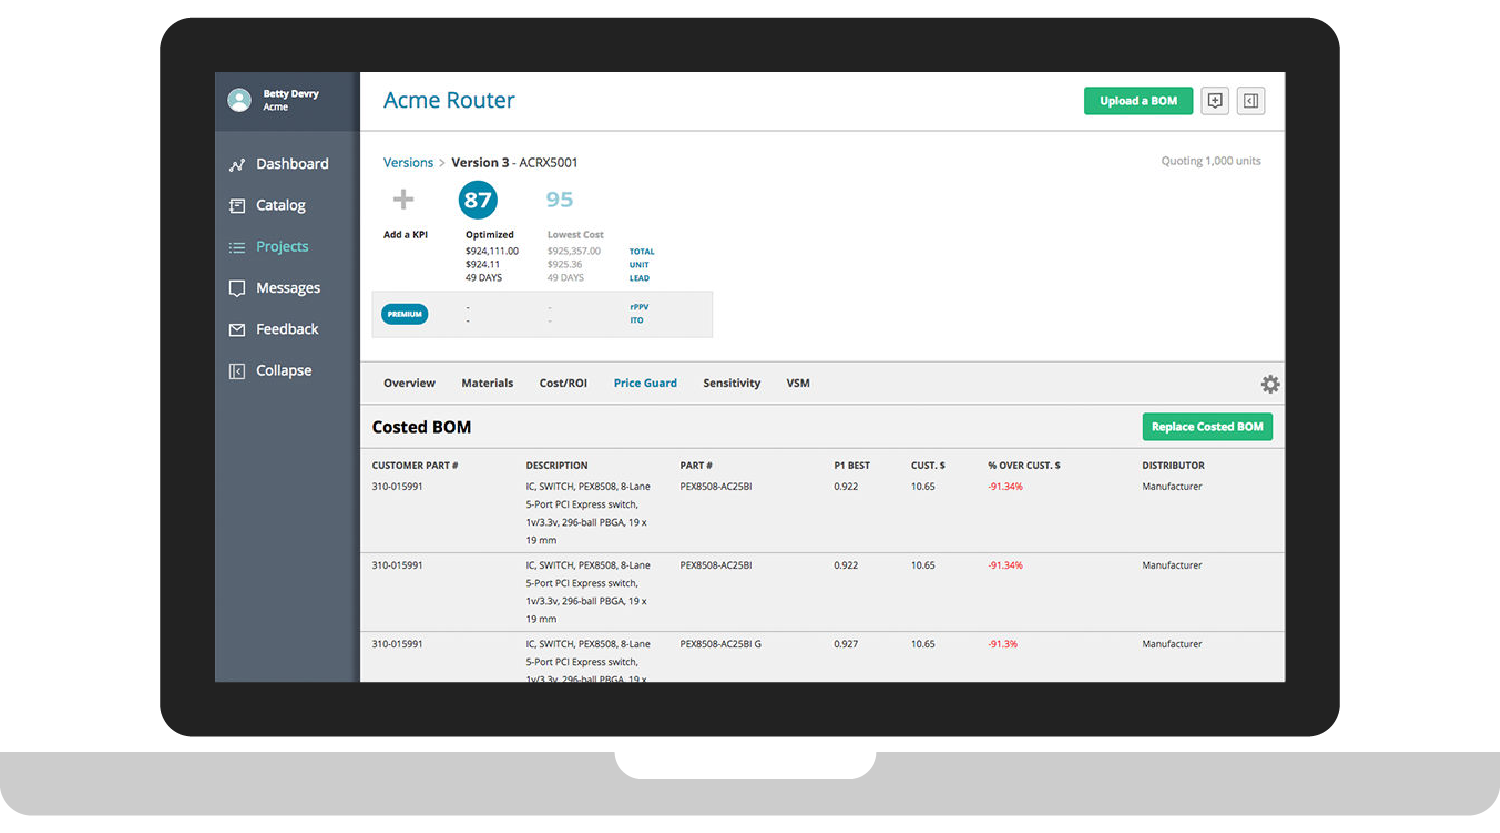 Betty Devry
Acme
Acme Router
Upload a BOM
Dashboard
Catalog
Projects
Messages
Feedback
Collapse
Versions > Version 3 - ACRX5001
Quoting 1,000 units
87
95
Add a KPI
Optimized
Lowest Cost
$924,111.00
$925,357.00
TOTAL
$924.11
$925.36
UNIT
49 DAYS
49 DAYS
LEAD
PREMIUM
- - rPPV
- - ITO
Overview
Materials
Cost/ROI
Price Guard
Sensitivity
VSM
Costed BOM
Replace Costed BOM
CUSTOMER PART # DESCRIPTION PART # P1 BEST CUST. $ % OVER CUST. $ DISTRIBUTOR
310-015991 IC, SWITCH, PEX8508, 8-Lane PEX8508-AC25BI 0.922 10.65 -91.34% Manufacturer
5-Port PCI Express switch,
1v/3.3v, 296-ball PBGA, 19 x
19 mm
310-015991 IC, SWITCH, PEX8508, 8-Lane PEX8508-AC25BI 0.922 10.65 -91.34% Manufacturer
5-Port PCI Express switch,
1v/3.3v, 296-ball PBGA, 19 x
19 mm
310-015991 IC, SWITCH, PEX8508, 8-Lane PEX8508-AC25BI G 0.927 10.65 -91.3% Manufacturer
5-Port PCI Express switch,
1v/3.3v, 296-ball PBGA, 19 x